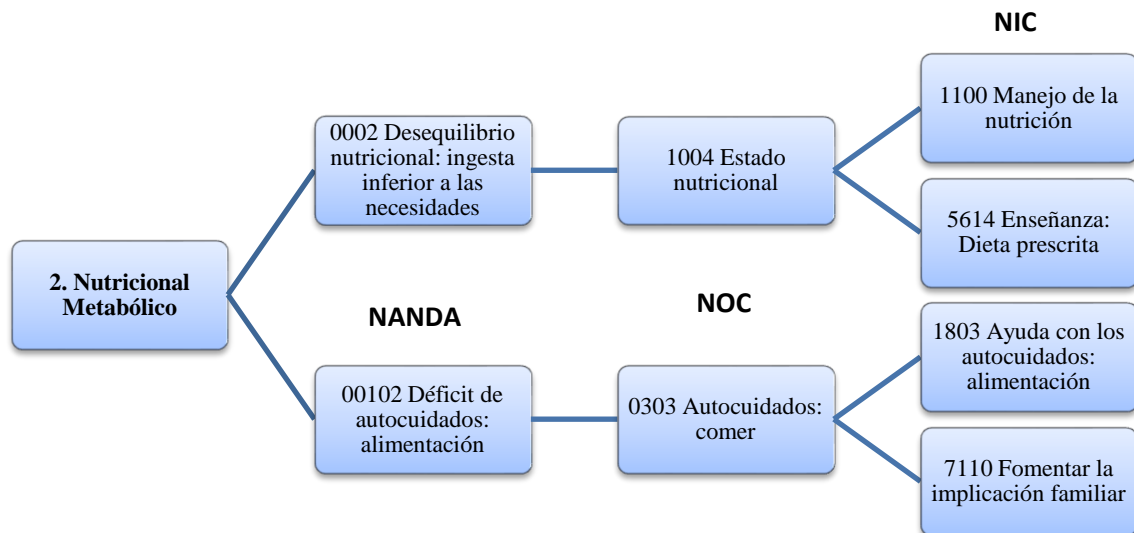 NIC
1100 Manejo de la
nutrición
0002 Desequilibrio
nutricional: ingesta
inferior a las
necesidades
1004 Estado
nutricional
5614 Enseñanza:
Dieta prescrita
2. Nutricional
Metabólico
NANDA
NOC
1803 Ayuda con los
autocuidados:
alimentación
00102 Déficit de
autocuidados:
alimentación
0303 Autocuidados:
comer
7110 Fomentar la
implicación familiar